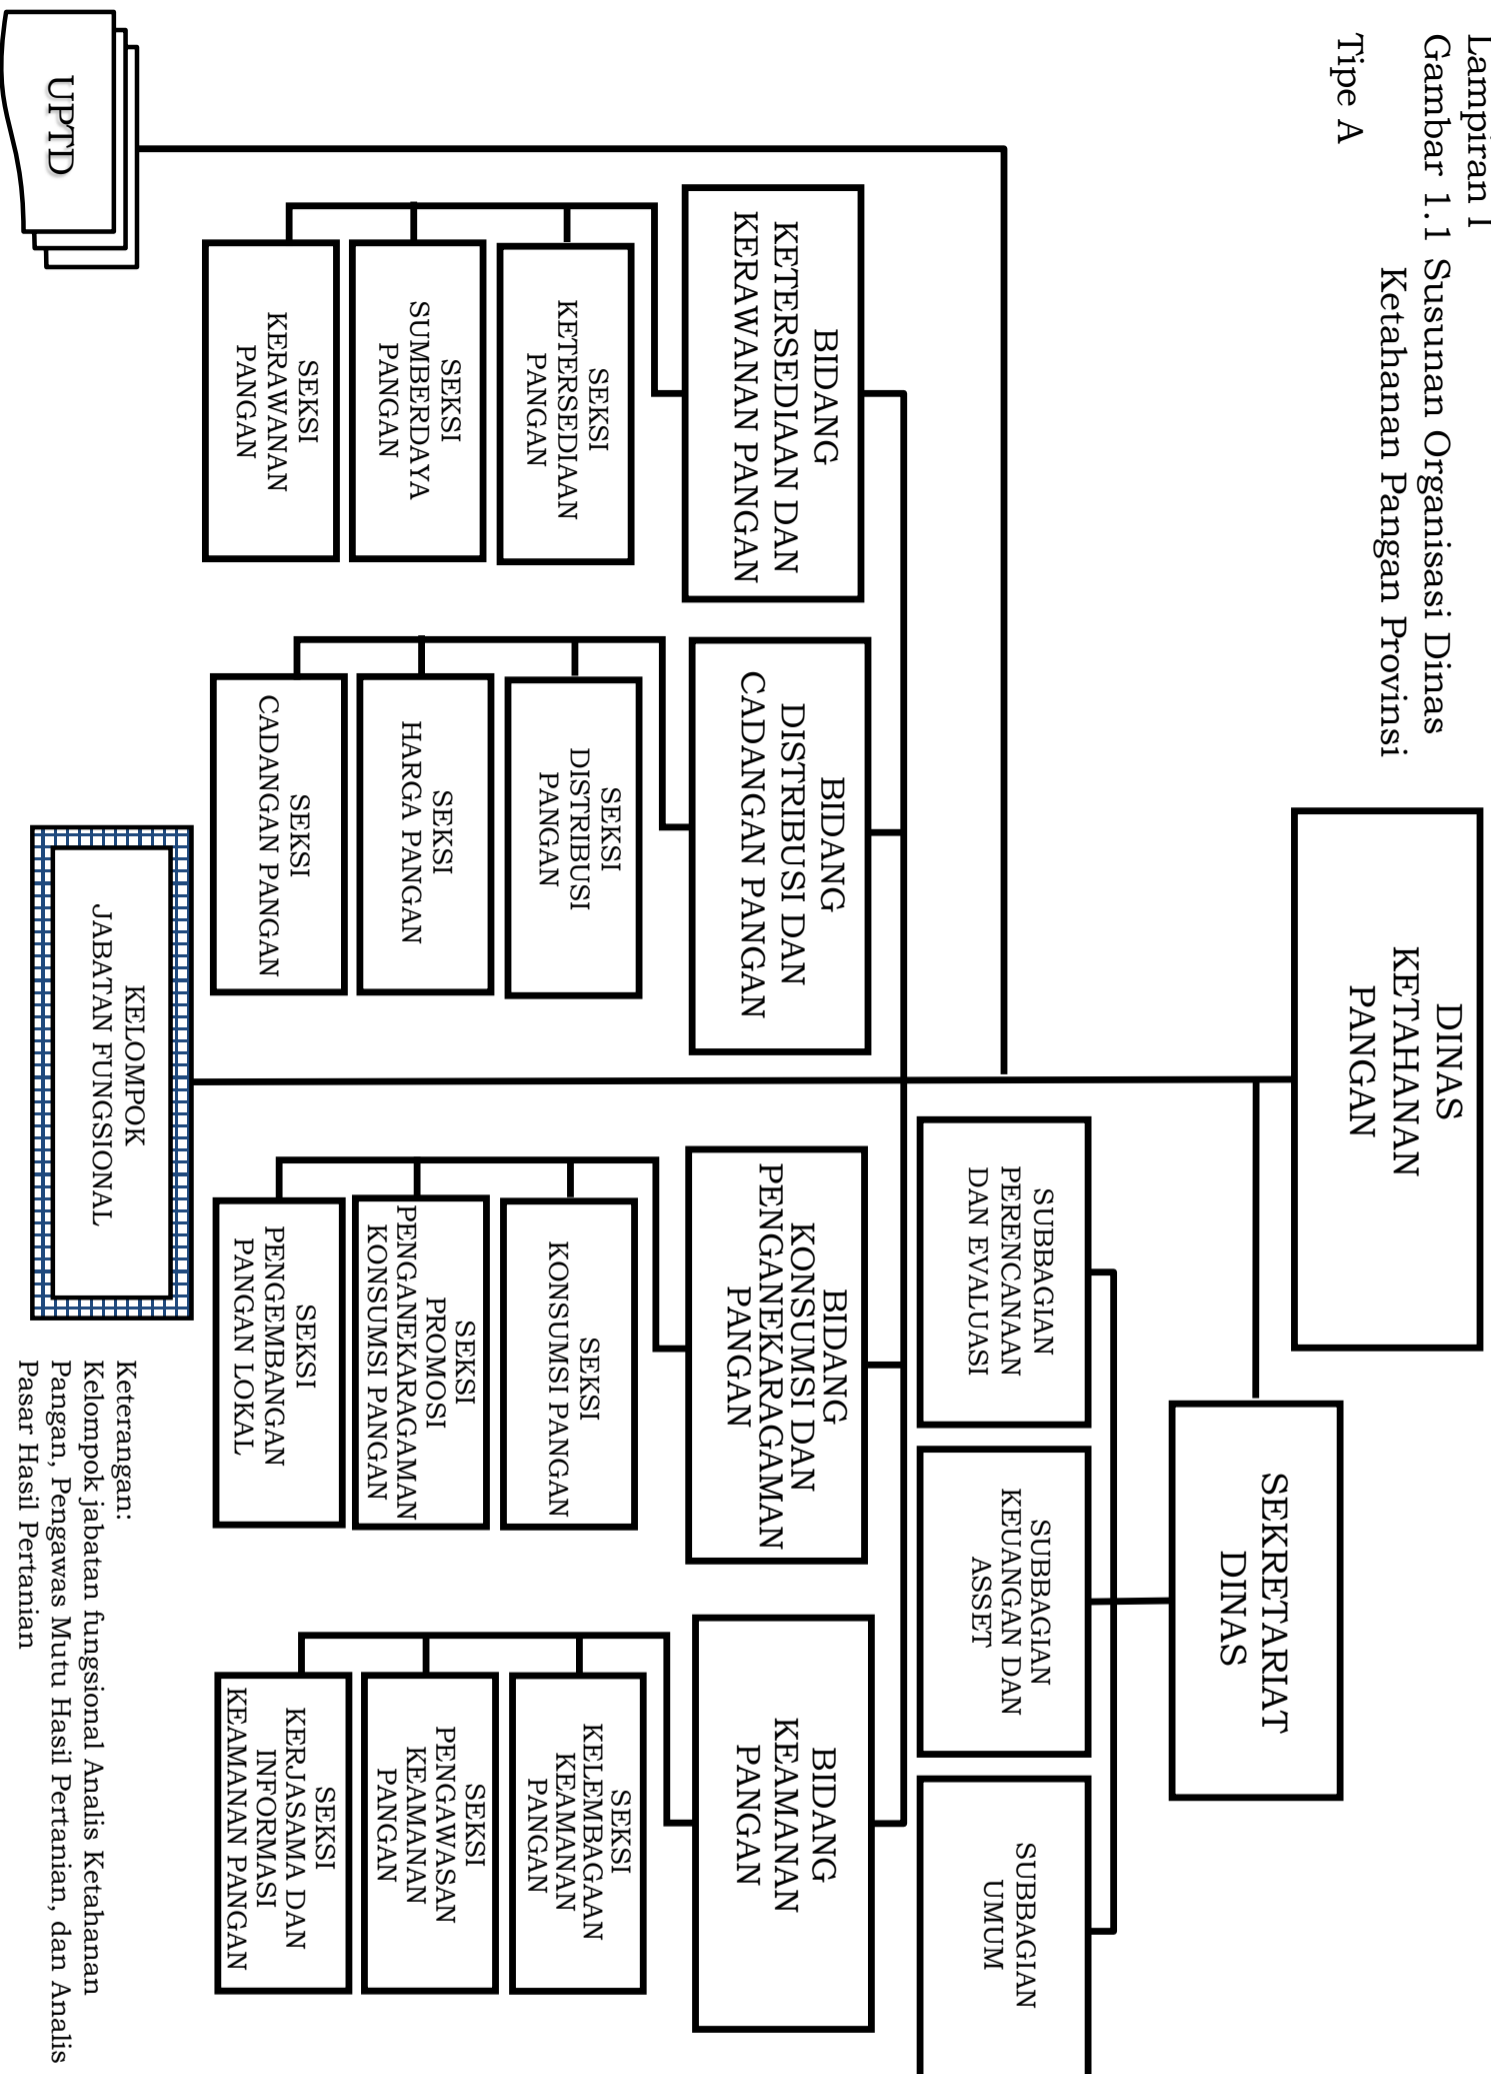 Lampiran I
Gambar 1.1 Susunan Organisasi Dinas
Ketahanan Pangan Provinsi
Tipe A
DINAS
KETAHANAN
PANGAN
SEKRETARIAT
DINAS
SUBBAGIAN
PERENCANAAN
DAN EVALUASI
SUBBAGIAN
KEUANGAN DAN
ASSET
SUBBAGIAN
UMUM
BIDANG
KETERSEDIAAN DAN
KERAWANAN PANGAN
SEKSI
KETERSEDIAAN
PANGAN
SEKSI
SUMBERDAYA
PANGAN
SEKSI
KERAWANAN
PANGAN
BIDANG
DISTRIBUSI DAN
CADANGAN PANGAN
SEKSI
DISTRIBUSI
PANGAN
SEKSI
HARGA PANGAN
SEKSI
CADANGAN PANGAN
BIDANG
KONSUMSI DAN
PENGANEKARAGAMAN
PANGAN
SEKSI
KONSUMSI PANGAN
SEKSI
PROMOSI
PENGANEKARAGAMAN
KONSUMSI PANGAN
SEKSI
PENGEMBANGAN
PANGAN LOKAL
BIDANG
KEAMANAN
PANGAN
SEKSI
KELEMBAGAAN
KEAMANAN
PANGAN
SEKSI
PENGAWASAN
KEAMANAN
PANGAN
SEKSI
KERJASAMA DAN
INFORMASI
KEAMANAN PANGAN
UPTD
KELOMPOK
JABATAN FUNGSIONAL
Keterangan:
Kelompok jabatan fungsional Analis Ketahanan
Pangan, Pengawas Mutu Hasil Pertanian, dan Analis
Pasar Hasil Pertanian